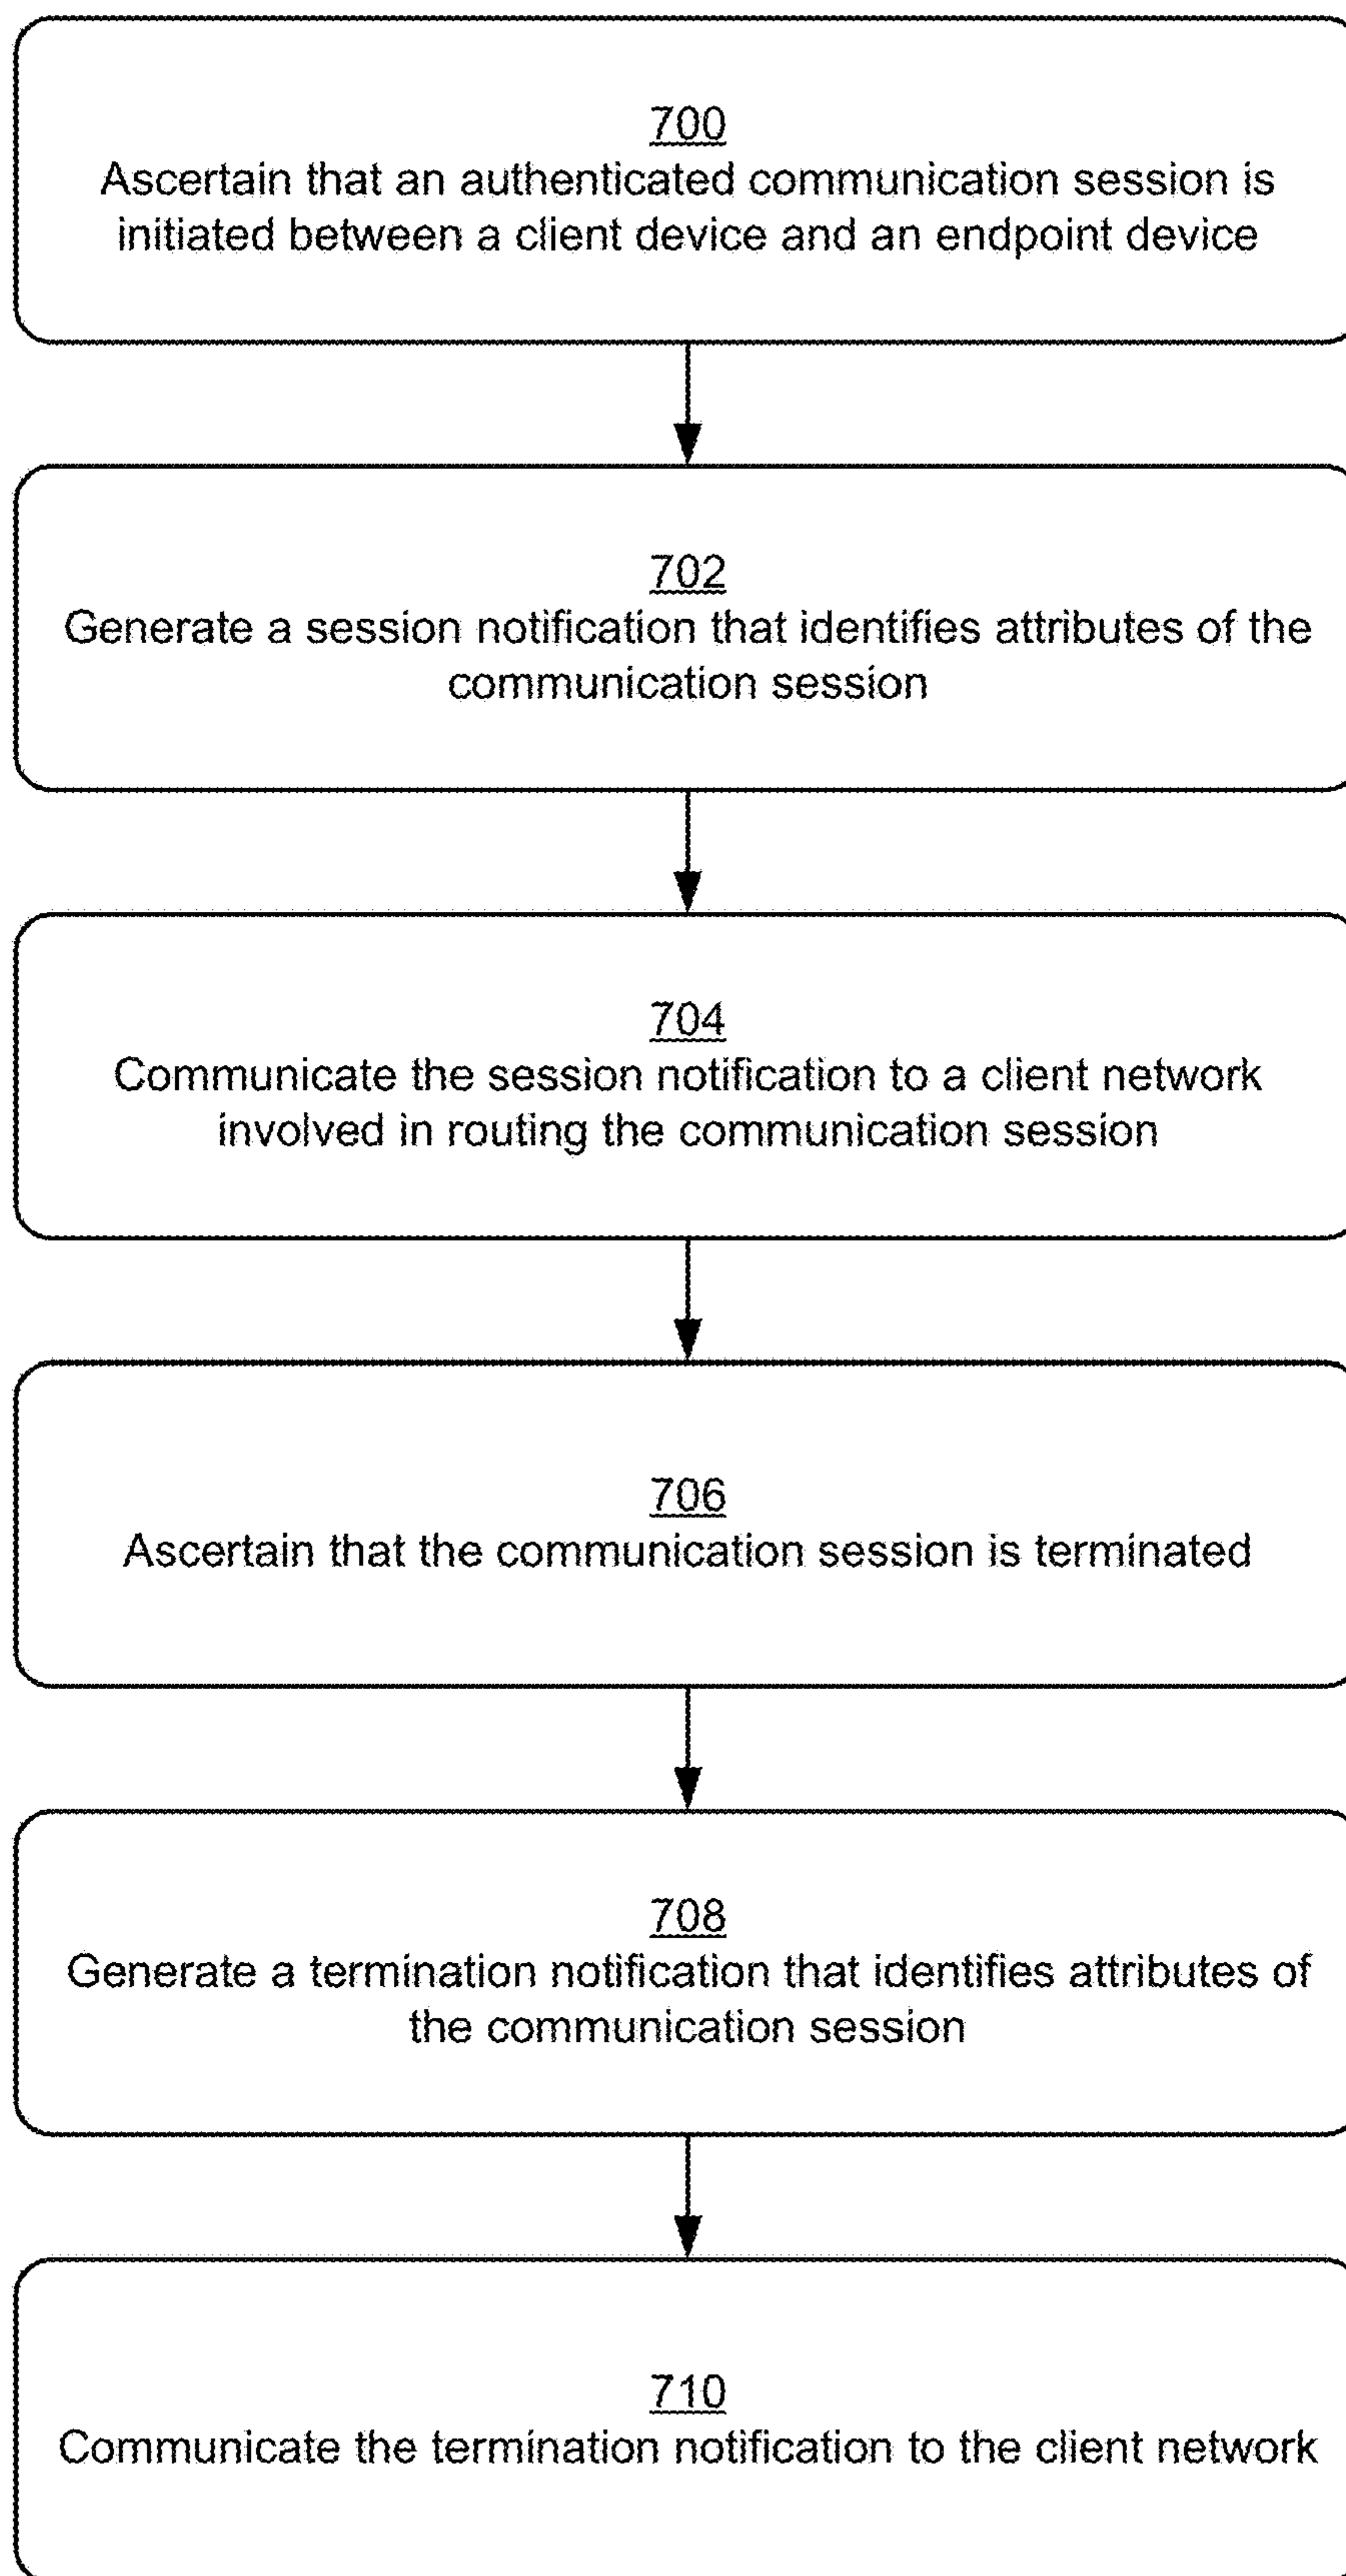 700
Ascertain that an authenticated communication session is
initiated between a client device and an endpoint device
702
Generate a session notification that identifies attributes of the
communication session
704
Communicate the session notification to a client network
involved in routing the communication session
706
Ascertain that the communication session is terminated
708
Generate a termination notification that identifies attributes of
the communication session
710
Communicate the termination notification to the client network